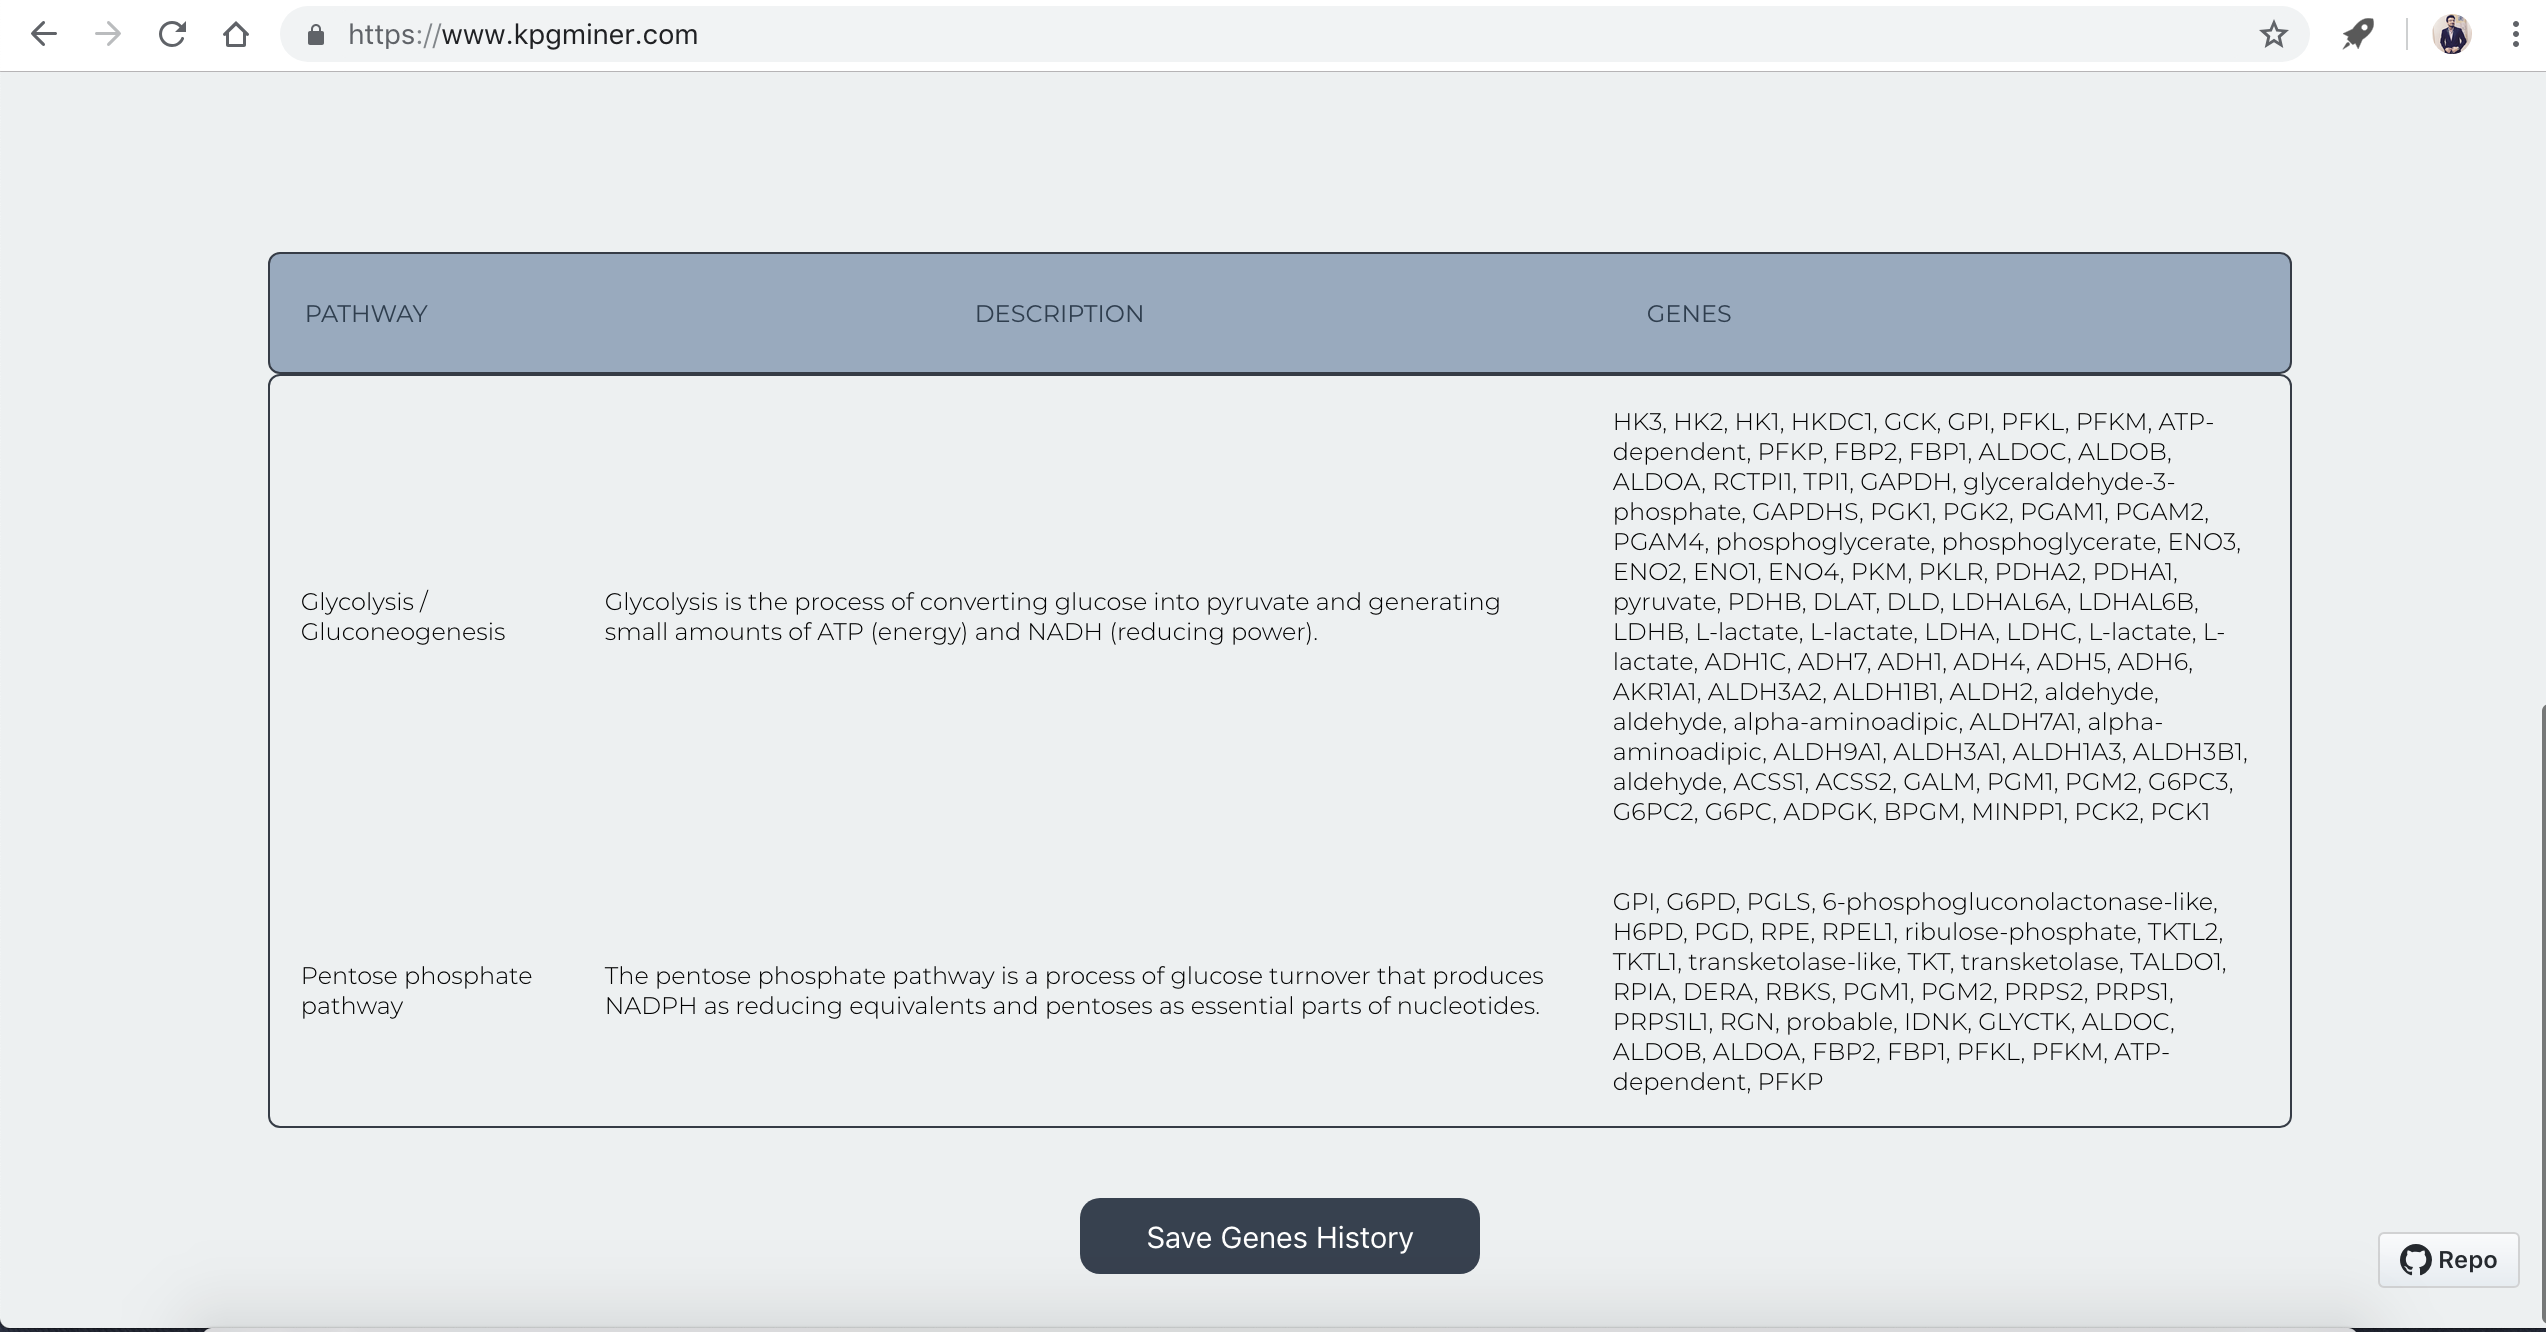 https://www.kpgminer.com
PATHWAY DESCRIPTION GENES
HK3, HK2, HK1, HKDC1, GCK, GPI, PFKL, PFKM, ATP-
dependent, PFKP, FBP2, FBP1, ALDOC, ALDOB,
ALDOA, RCTPI1, TPI1, GAPDH, glyceraldehyde-3-
phosphate, GAPDHS, PGK1, PGK2, PGAM1, PGAM2,
PGAM4, phosphoglycerate, phosphoglycerate, ENO3,
ENO2, ENO1, ENO4, PKM, PKLR, PDHA2, PDHA1,
Glycolysis / Glycolysis is the process of converting glucose into pyruvate and generating pyruvate, PDHB, DLAT, DLD, LDHAL6A, LDHAL6B,
Gluconeogenesis small amounts of ATP (energy) and NADH (reducing power). LDHB, L-lactate, L-lactate, LDHA, LDHC, L-lactate, L-
lactate, ADH1C, ADH7, ADH1, ADH4, ADH5, ADH6,
AKR1A1, ALDH3A2, ALDH1B1, ALDH2, aldehyde,
aldehyde, alpha-aminoadipic, ALDH7A1, alpha-
aminoadipic, ALDH9A1, ALDH3A1, ALDH1A3, ALDH3B1,
aldehyde, ACSS1, ACSS2, GALM, PGM1, PGM2, G6PC3,
G6PC2, G6PC, ADPGK, BPGM, MINPP1, PCK2, PCK1
GPI, G6PD, PGLS, 6-phosphogluconolactonase-like,
H6PD, PGD, RPE, RPEL1, ribulose-phosphate, TKTL2,
TKTL1, transketolase-like, TKT, transketolase, TALDO1,
Pentose phosphate The pentose phosphate pathway is a process of glucose turnover that produces RPIA, DERA, RBKS, PGM1, PGM2, PRPS2, PRPS1,
pathway NADPH as reducing equivalents and pentoses as essential parts of nucleotides. PRPS1L1, RGN, probable, IDNK, GLYCTK, ALDOC,
ALDOB, ALDOA, FBP2, FBP1, PFKL, PFKM, ATP-
dependent, PFKP
Save Genes History
Repo